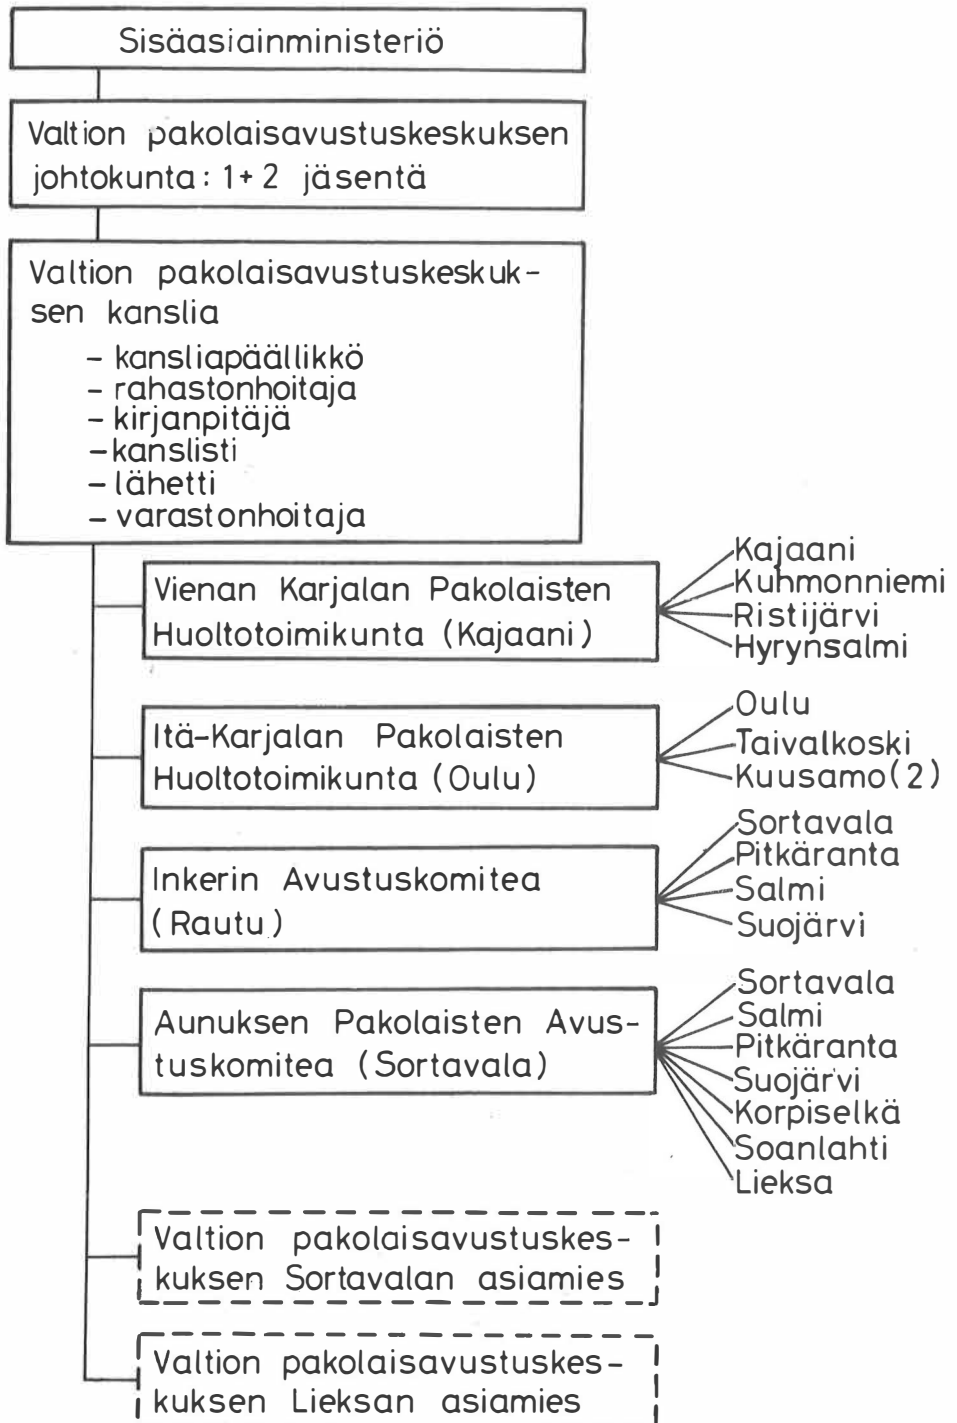 Sisäasiainministeriö
Valtion pakolaisavustuskeskuksen
johtokunta: 1+2 jäsentä
Valtion pakolaisavustuskeskuk-
sen kanslia
- kansliapäällikkö
- rahastonhoitaja
- kirjanpitäjä
- kanslisti
- lähetti
- varastonhoitaja
Vienan Karjalan Pakolaisten
Huoltotoimikunta (Kajaani)
Kajaani
Kuhmonniemi
Ristijärvi
Hyrynsalmi
Itä-Karjalan Pakolaisten
Huoltotoimikunta (Oulu)
Oulu
Taivalkoski
Kuusamo(2)
Inkerin Avustuskomitea
(Rautu)
Sortavala
Pitkäranta
Salmi
Suojärvi
Aunuksen Pakolaisten Avus-
tuskomitea (Sortavala)
Sortavala
Salmi
Pitkäranta
Suojärvi
Korpiselkä
Soanlahti
Lieksa
Valtion pakolaisavustuskes-
kuksen Sortavalan asiamies
Valtion pakolaisavustuskes-
kuksen Lieksan asiamies